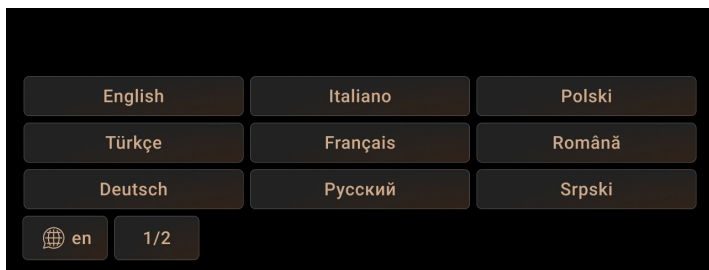 English Italiano Polski
Türkçe Français Română
Deutsch Русский Srpski
en 1/2